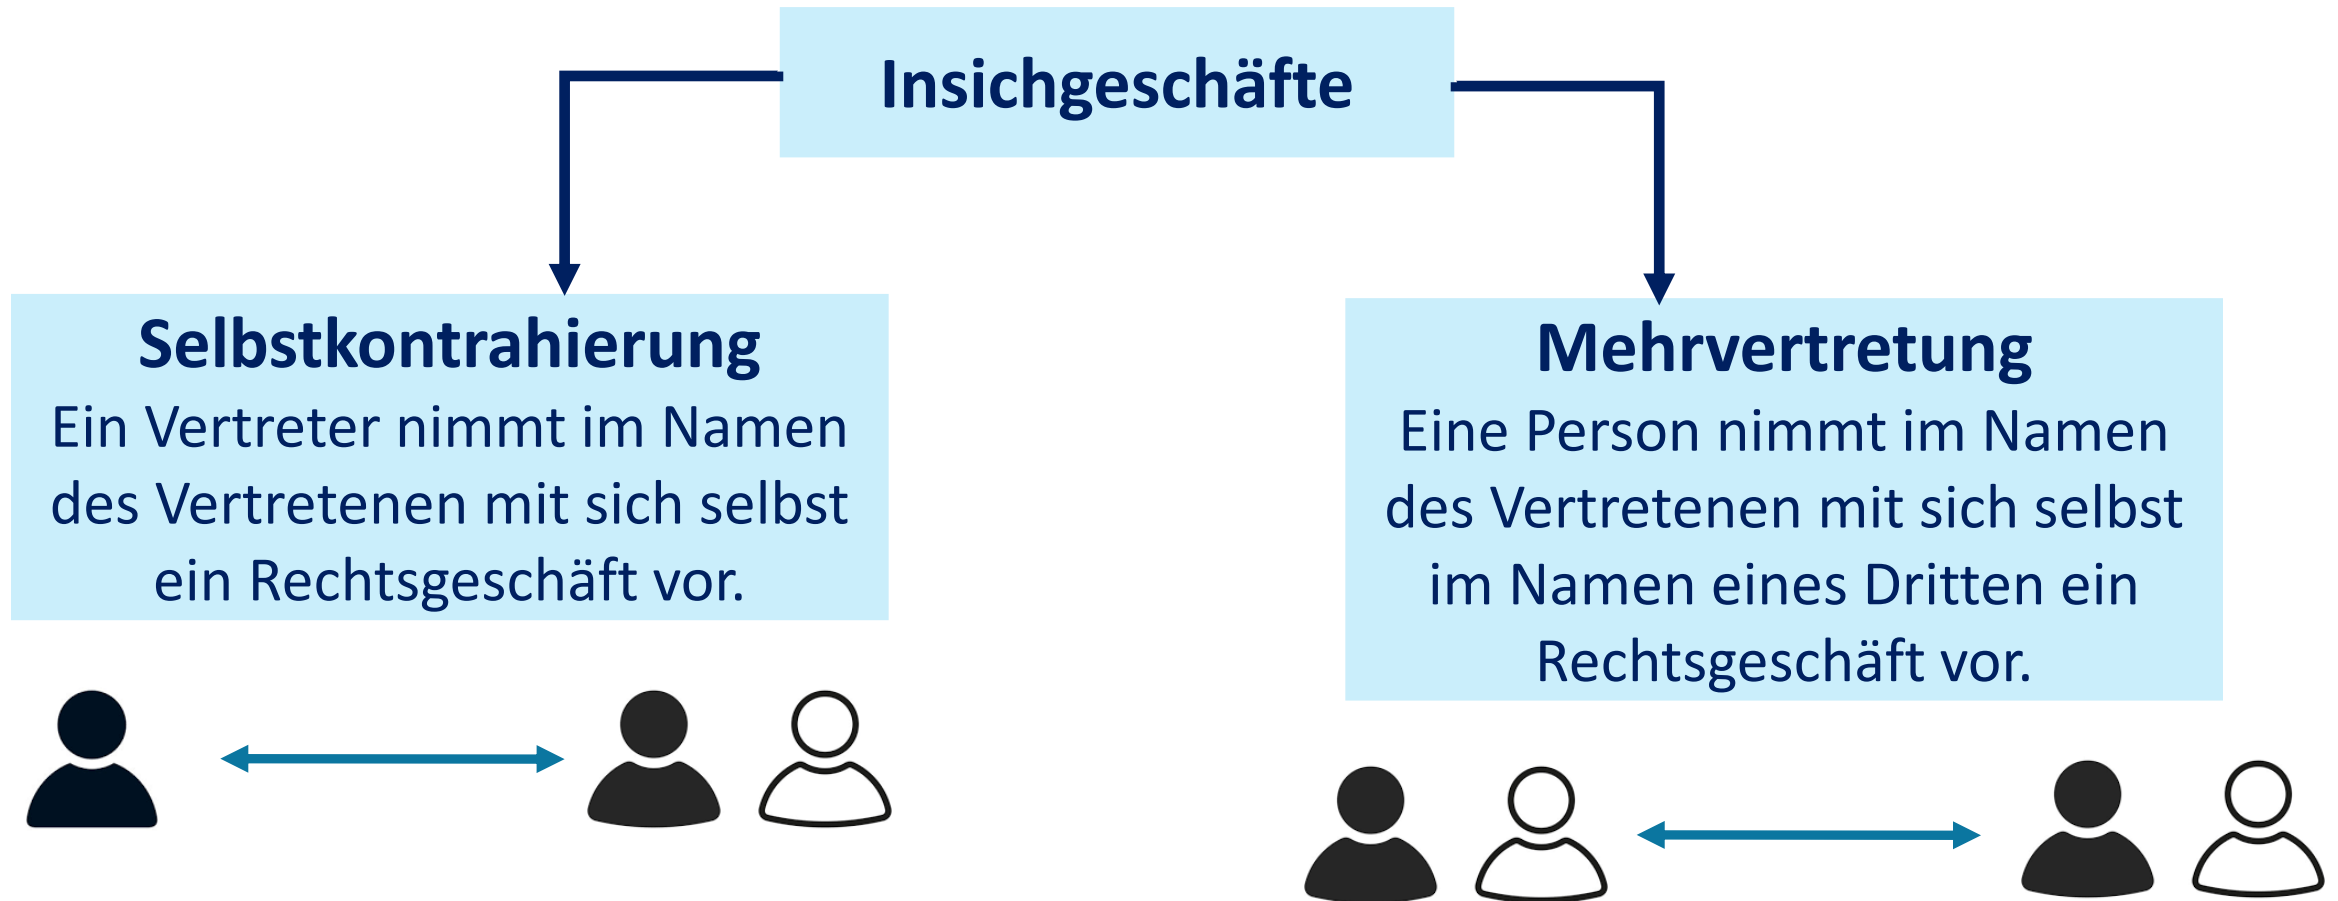 Insichgeschäfte
Selbstkontrahierung
Ein Vertreter nimmt im Namen
des Vertretenen mit sich selbst
ein Rechtsgeschäft vor.
Mehrvertretung
Eine Person nimmt im Namen
des Vertretenen mit sich selbst
im Namen eines Dritten ein
Rechtsgeschäft vor.